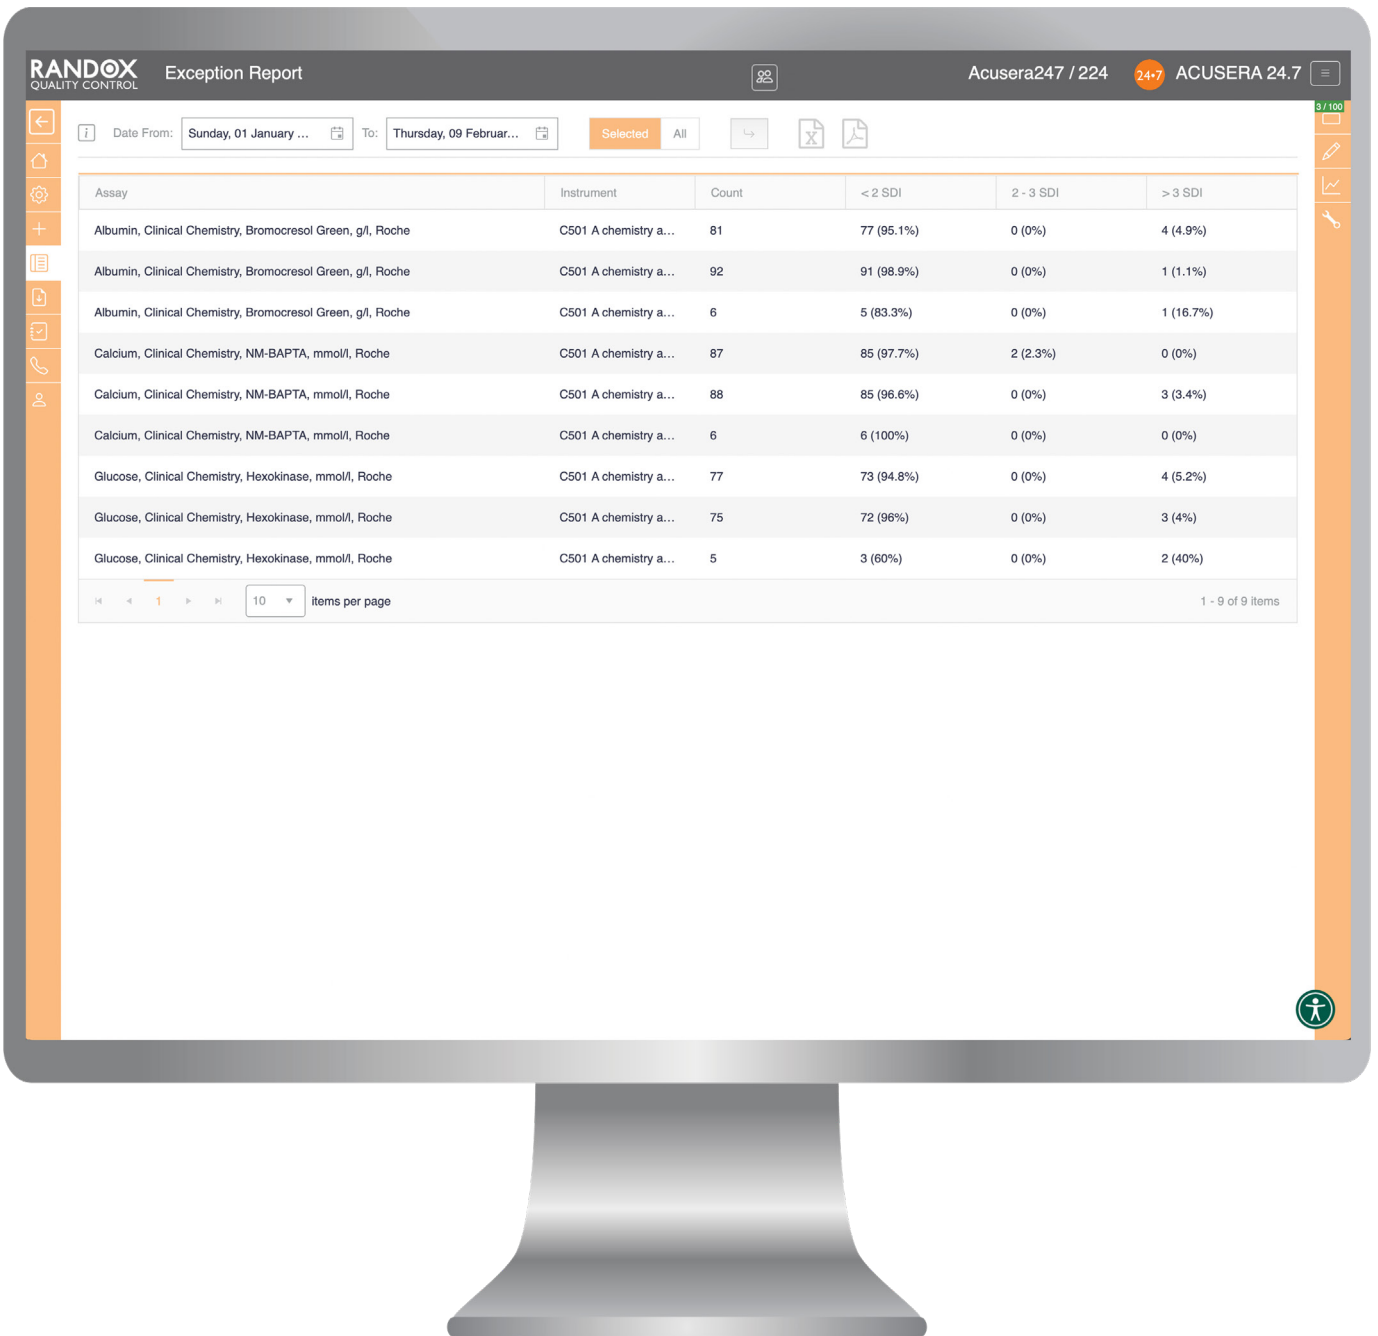 RANDOX
QUALITY CONTROL
Exception Report
Acusera247 / 224
24•7
ACUSERA 24.7
3 / 100
i
Date From:
Sunday, 01 January ...
To:
Thursday, 09 Februar...
Selected
All
X
Assay Instrument Count < 2 SDI 2 - 3 SDI > 3 SDI
Albumin, Clinical Chemistry, Bromocresol Green, g/l, Roche C501 A chemistry a... 81 77 (95.1%) 0 (0%) 4 (4.9%)
Albumin, Clinical Chemistry, Bromocresol Green, g/l, Roche C501 A chemistry a... 92 91 (98.9%) 0 (0%) 1 (1.1%)
Albumin, Clinical Chemistry, Bromocresol Green, g/l, Roche C501 A chemistry a... 6 5 (83.3%) 0 (0%) 1 (16.7%)
Calcium, Clinical Chemistry, NM-BAPTA, mmol/l, Roche C501 A chemistry a... 87 85 (97.7%) 2 (2.3%) 0 (0%)
Calcium, Clinical Chemistry, NM-BAPTA, mmol/l, Roche C501 A chemistry a... 88 85 (96.6%) 0 (0%) 3 (3.4%)
Calcium, Clinical Chemistry, NM-BAPTA, mmol/l, Roche C501 A chemistry a... 6 6 (100%) 0 (0%) 0 (0%)
Glucose, Clinical Chemistry, Hexokinase, mmol/l, Roche C501 A chemistry a... 77 73 (94.8%) 0 (0%) 4 (5.2%)
Glucose, Clinical Chemistry, Hexokinase, mmol/l, Roche C501 A chemistry a... 75 72 (96%) 0 (0%) 3 (4%)
Glucose, Clinical Chemistry, Hexokinase, mmol/l, Roche C501 A chemistry a... 5 3 (60%) 0 (0%) 2 (40%)
1 10 items per page 1 - 9 of 9 items